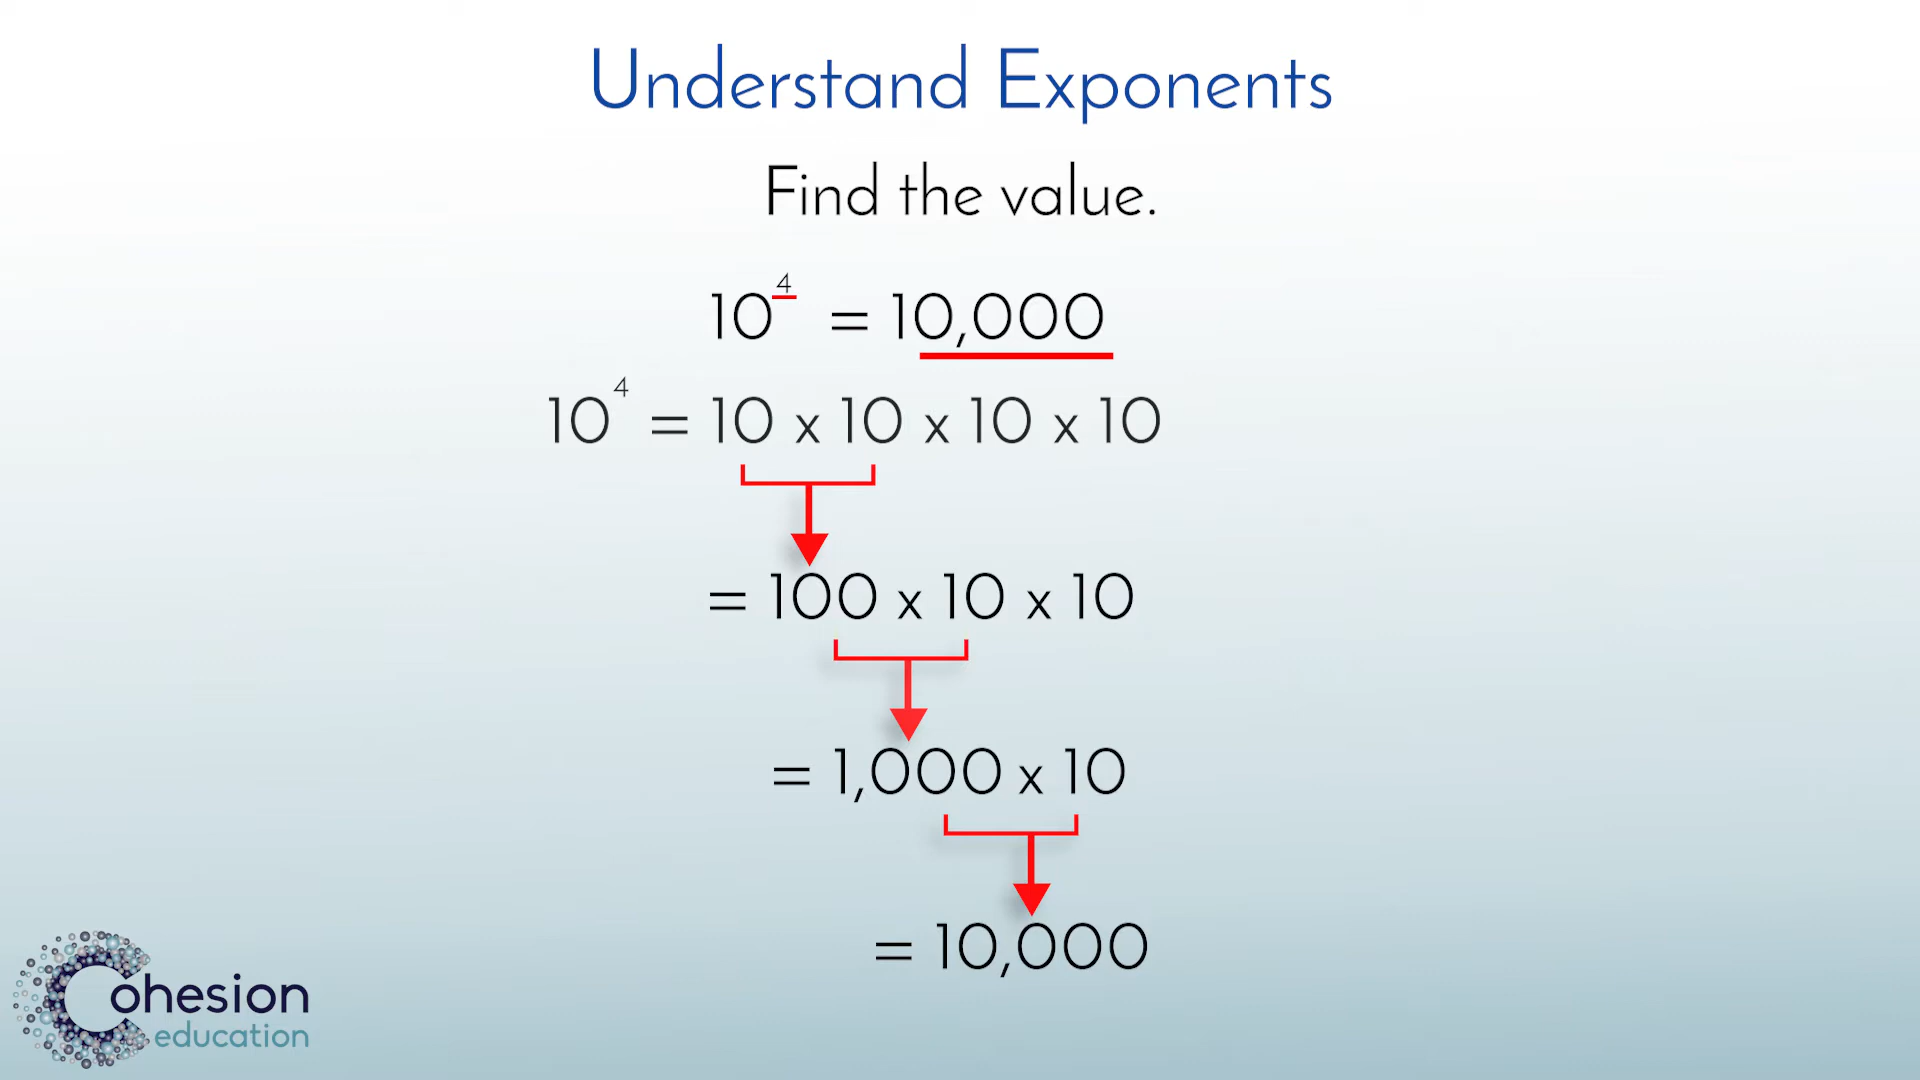 Understand Exponents
Find the value.
10⁴ = 10,000
10⁴ = 10 x 10 x 10 x 10
= 100 x 10 x 10
= 1,000 x 10
= 10,000
Cohesion
education